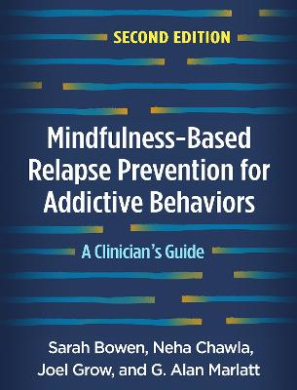 SECOND EDITION
Mindfulness-Based
Relapse Prevention for
Addictive Behaviors
A Clinician's Guide
Sarah Bowen, Neha Chawla,
Joel Grow, and G. Alan Marlatt